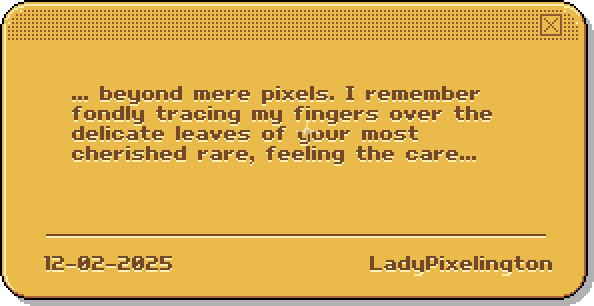 ... beyond mere pixels. I remember
fondly tracing my fingers over the
delicate leaves of your most
cherished rare, feeling the care...
12-02-2025
LadyPixelington